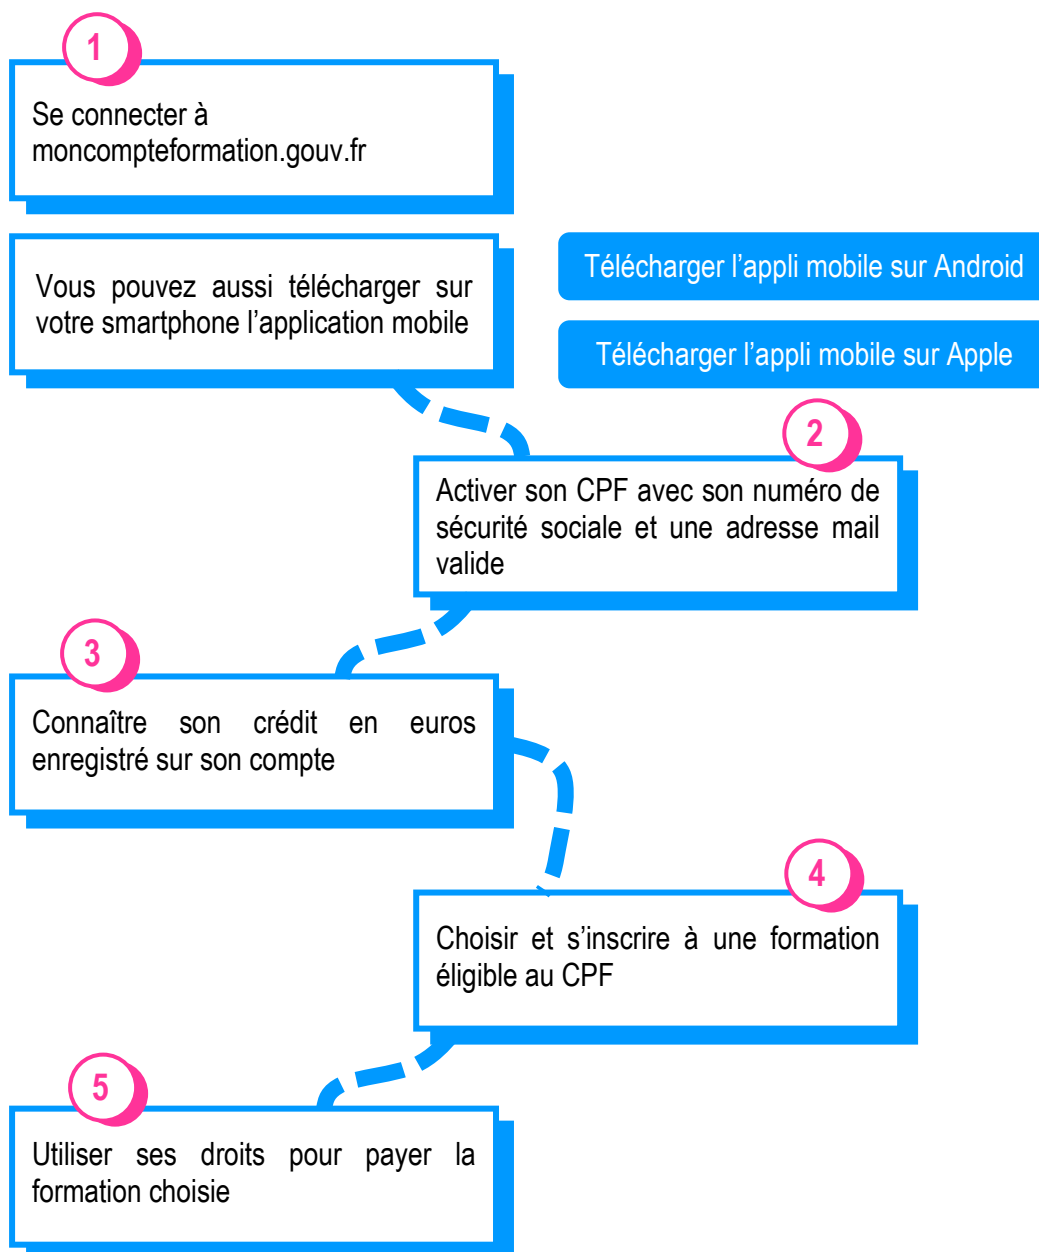 1
Se connecter à
moncompteformation.gouv.fr
Vous pouvez aussi télécharger sur
votre smartphone l’application mobile
Télécharger l’appli mobile sur Android
Télécharger l’appli mobile sur Apple
2
Activer son CPF avec son numéro de
sécurité sociale et une adresse mail
valide
3
Connaître son crédit en euros
enregistré sur son compte
4
Choisir et s’inscrire à une formation
éligible au CPF
5
Utiliser ses droits pour payer la
formation choisie